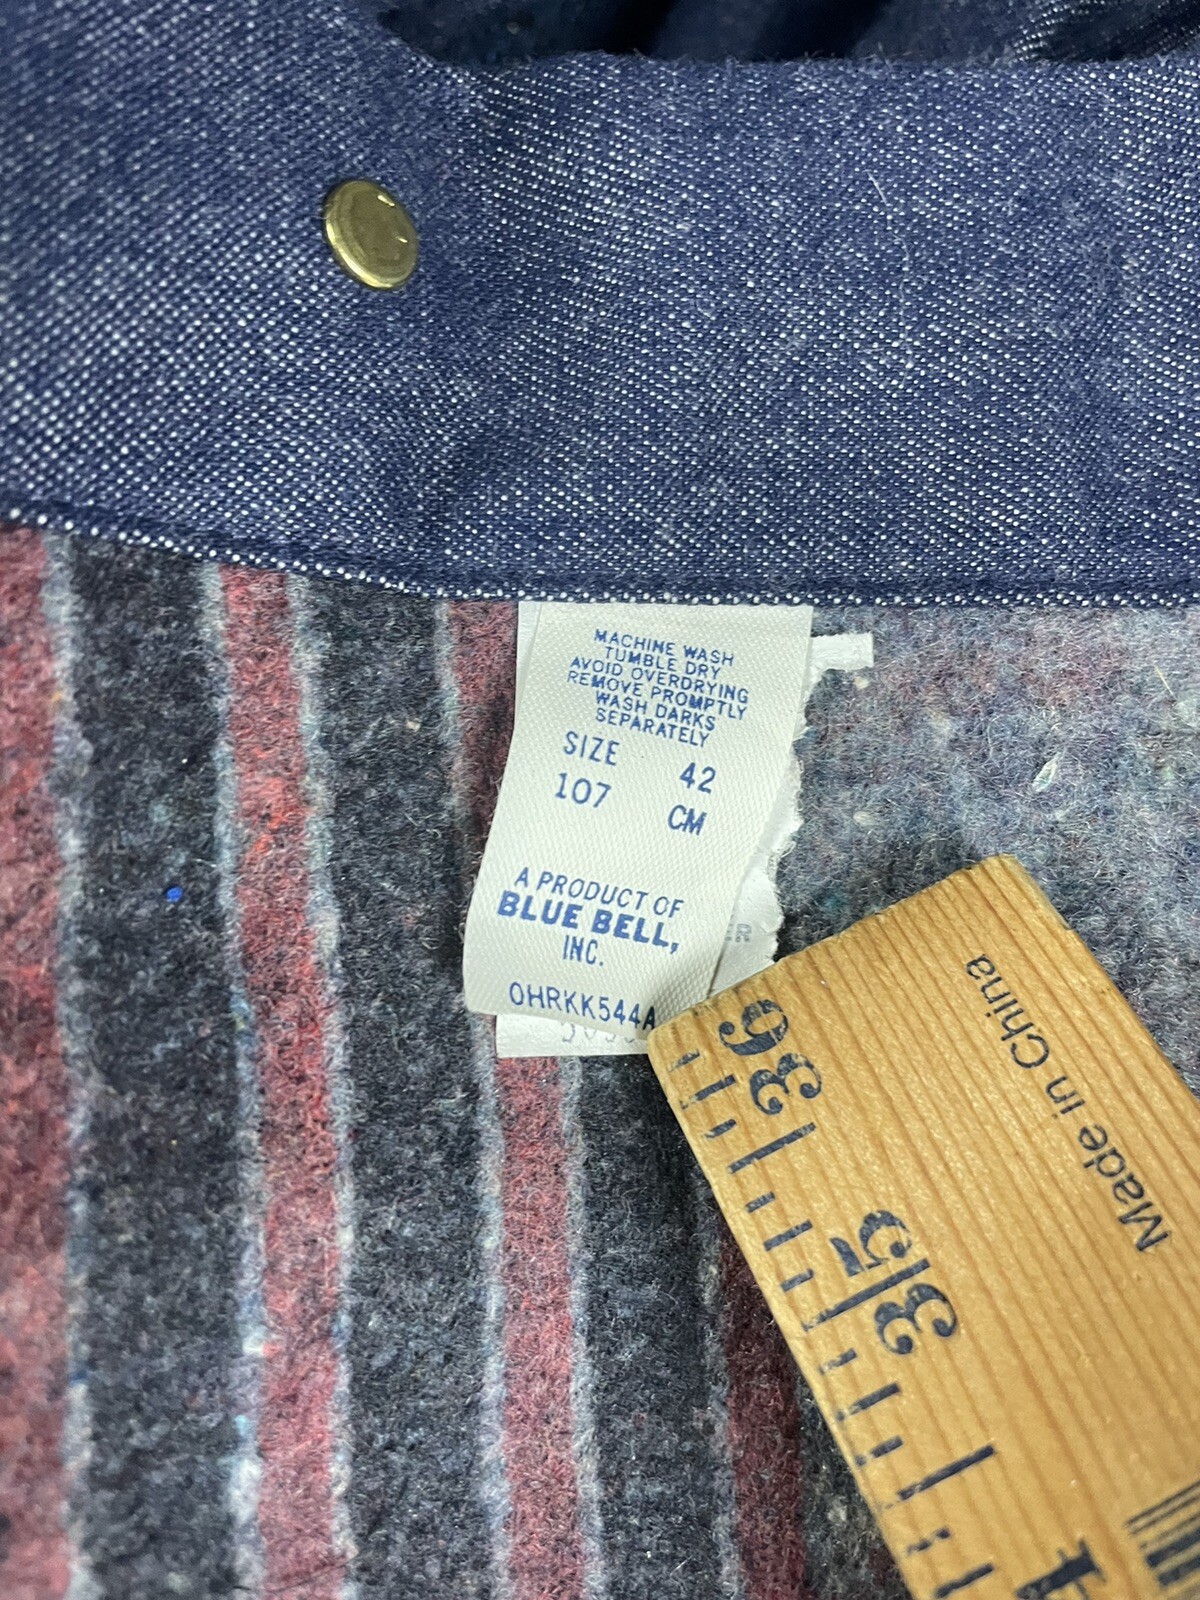 MACHINE WASH
TUMBLE DRY
AVOID OVERDRYING
REMOVE PROMPTLY
WASH DARKS
SEPARATELY
SIZE 42
107 CM
A PRODUCT OF
BLUE BELL,
INC.
OHRKK544A
36
35
Made in China